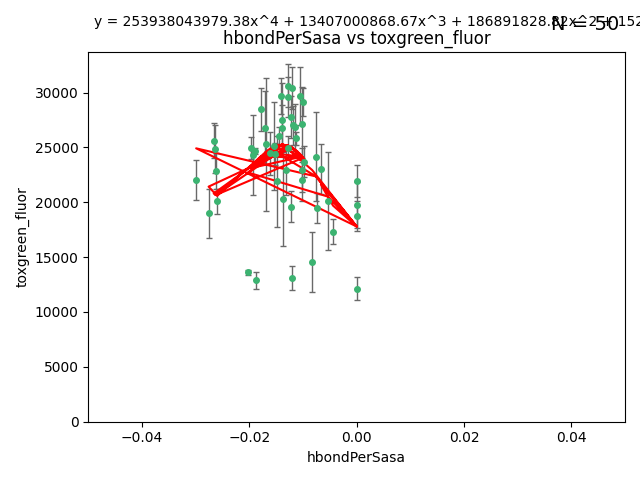 y = 253938043979.38x^4 + 13407000868.67x^3 + 186891828.82x^2 + 152
N = 50
hbondPerSasa vs toxgreen_fluor
30000
25000
20000
15000
10000
5000
0
toxgreen_fluor
−0.04 −0.02 0.00 0.02 0.04
hbondPerSasa